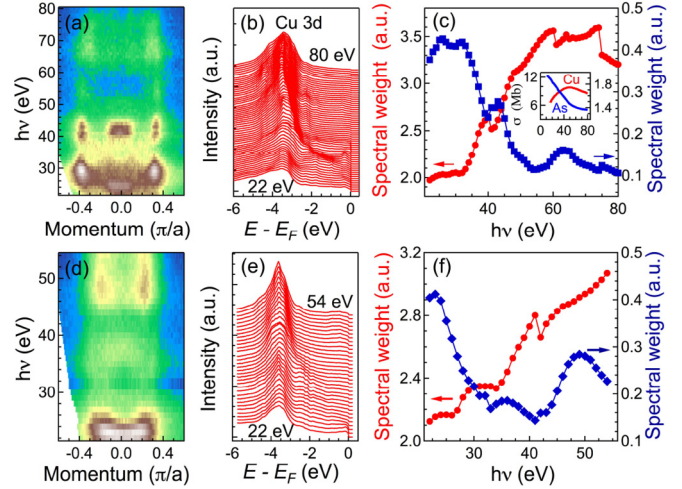 (a)
80
70
60
50
40
30
hν (eV)
-0.4 0.0 0.4
Momentum (π/a)
(b)
Cu 3d
80 eV
22 eV
Intensity (a.u.)
-6 -4 -2 0
E - E_F (eV)
(c)
3.5
3.0
2.5
2.0
Spectral weight (a.u.)
0.5
0.4
0.3
0.2
0.1
Spectral weight (a.u.)
20 40 60 80
hν (eV)
12
6
σ (Mb)
Cu
As
1.8
1.4
0 40 80
(d)
50
40
30
hν (eV)
-0.4 0.0 0.4
Momentum (π/a)
(e)
54 eV
22 eV
Intensity (a.u.)
-6 -4 -2 0
E - E_F (eV)
(f)
3.2
2.8
2.4
2.0
Spectral weight (a.u.)
0.5
0.4
0.3
0.2
0.1
Spectral weight (a.u.)
30 40 50
hν (eV)